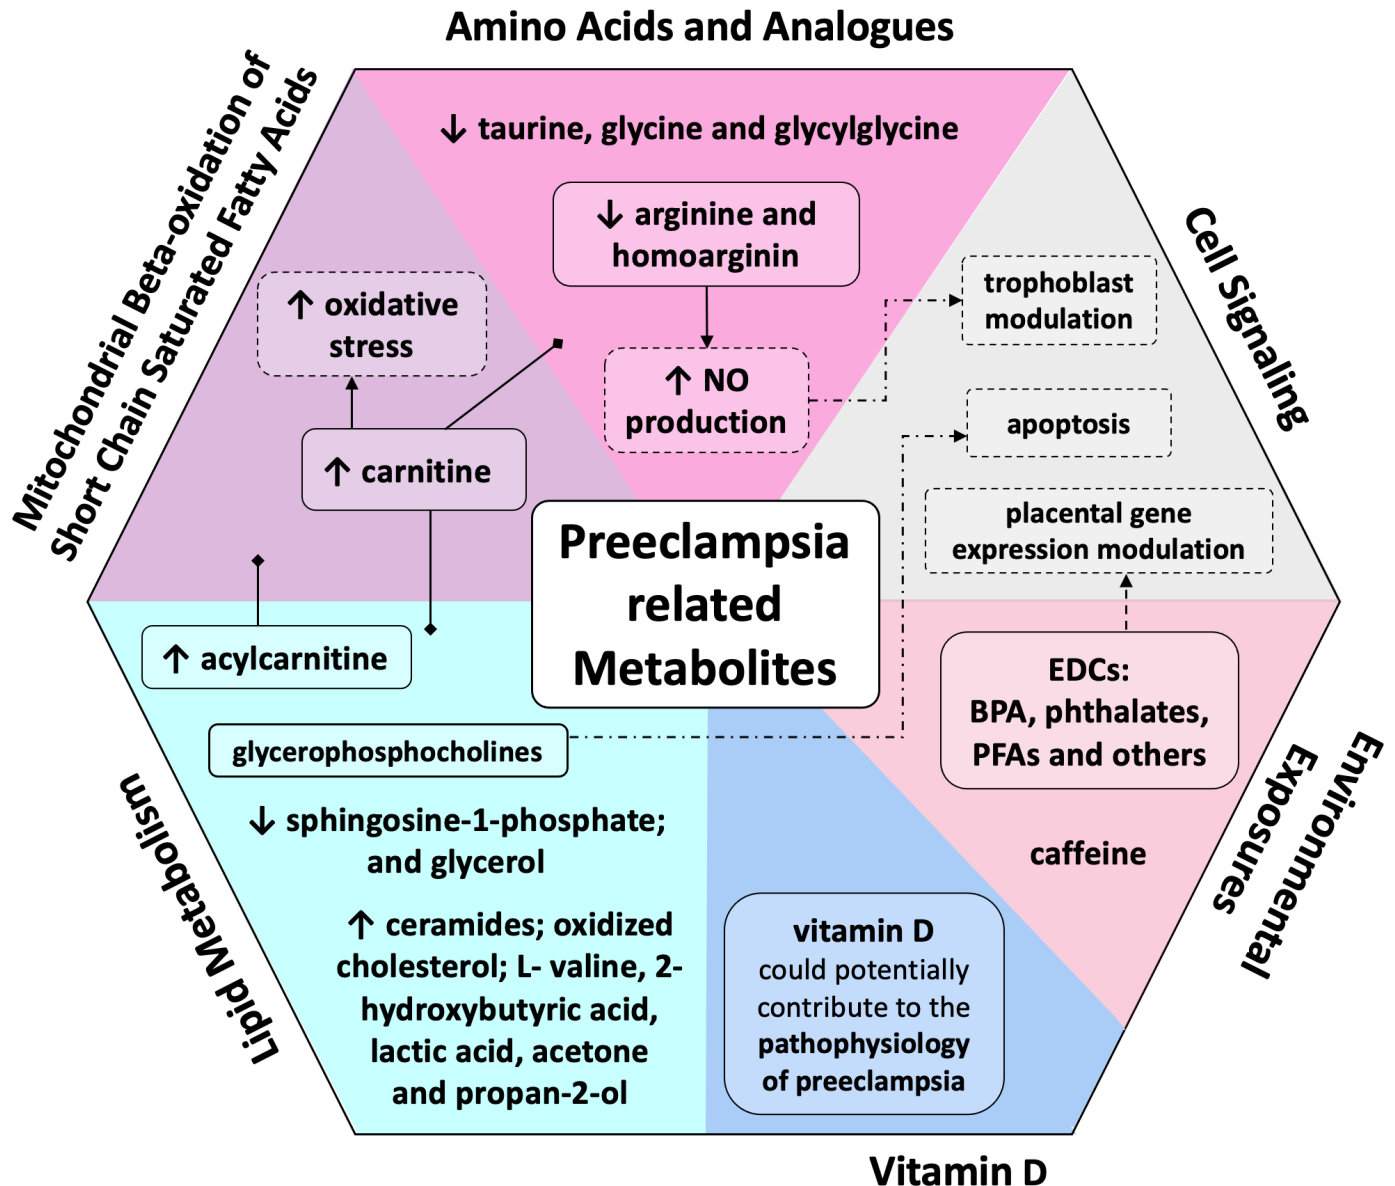 Amino Acids and Analogues
Mitochondrial Beta-oxidation of
Short Chain Saturated Fatty Acids
↓ taurine, glycine and glycylglycine
↓ arginine and
homoarginin
↑ NO
production
↑ oxidative
stress
↑ carnitine
Cell Signaling
trophoblast
modulation
apoptosis
placental gene
expression modulation
Preeclampsia
related
Metabolites
↑ acylcarnitine
glycerophosphocholines
↓ sphingosine-1-phosphate;
and glycerol
↑ ceramides; oxidized
cholesterol; L- valine, 2-
hydroxybutyric acid,
lactic acid, acetone
and propan-2-ol
Lipid Metabolism
EDCs:
BPA, phthalates,
PFAs and others
caffeine
Environmental
Exposures
vitamin D
could potentially
contribute to the
pathophysiology
of preeclampsia
Vitamin D